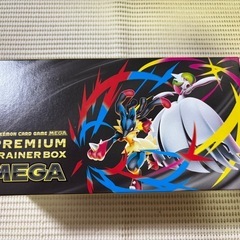 POKÉMON CARD GAME MEGA
PREMIUM
TRAINER BOX
MEGA